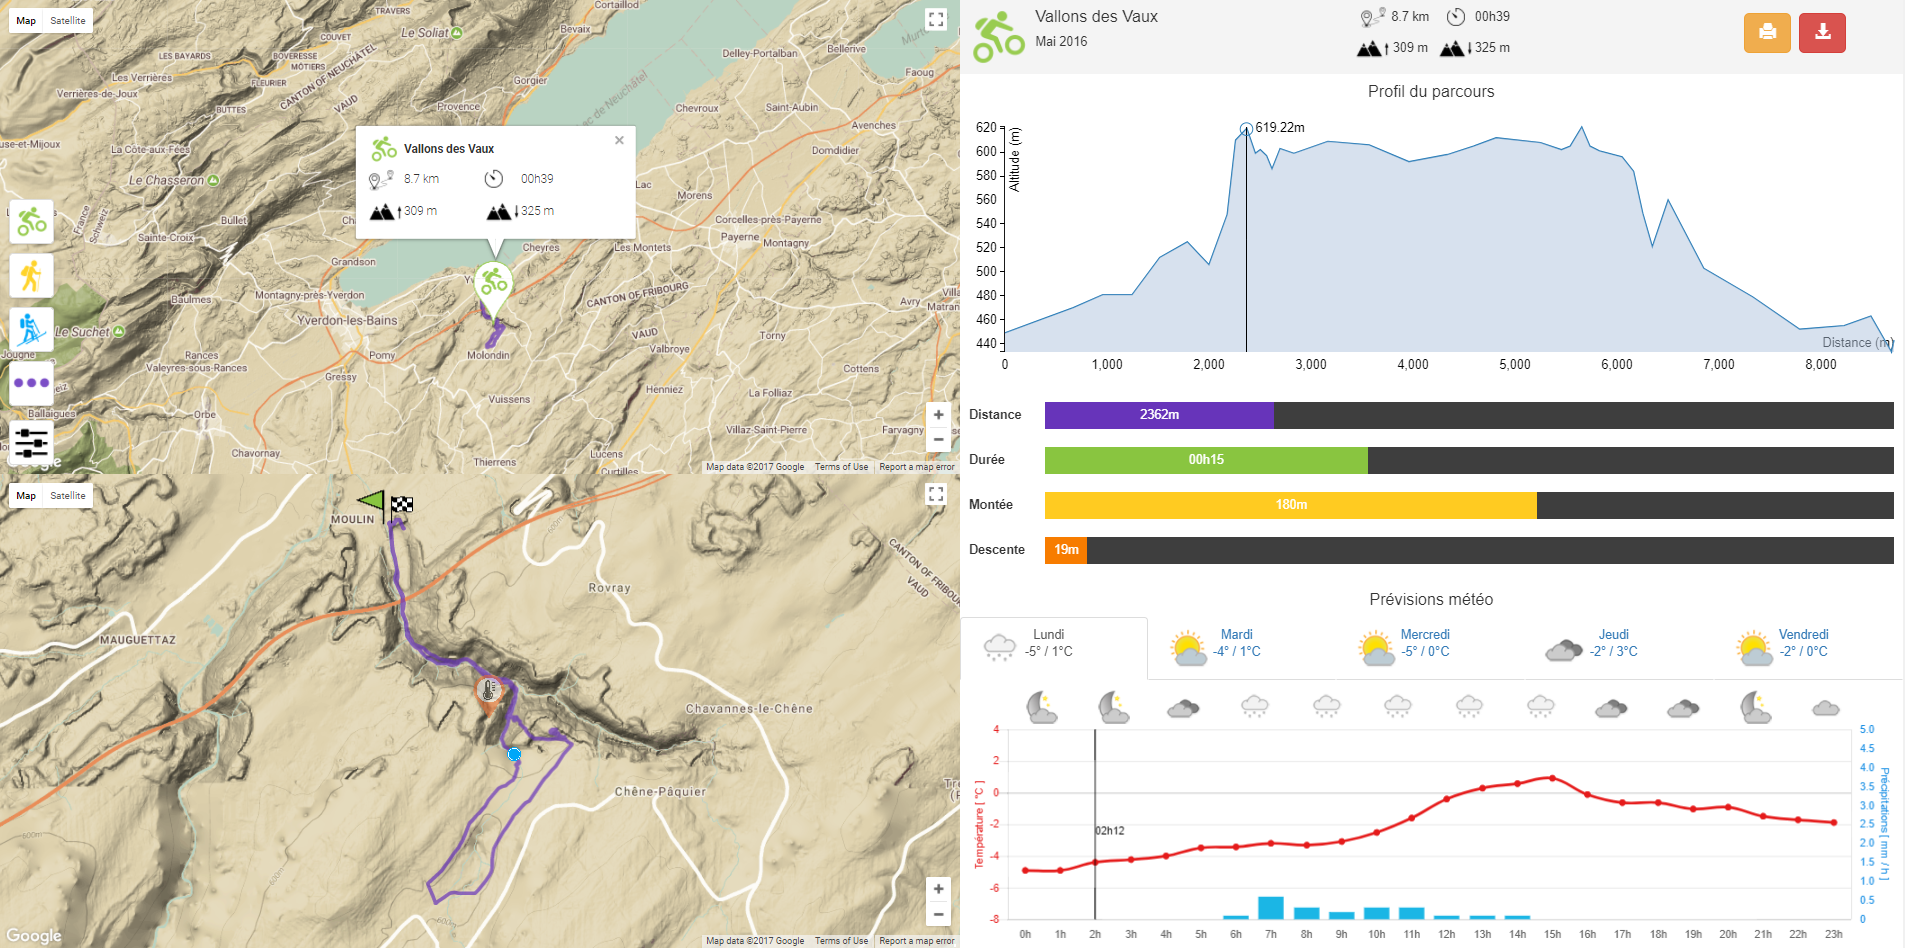 Map Satellite
TRAVERS
Cortaillod
Bevaix
Le Soliat
COUVET
LES BAYARDS
BOVERESSE
MÔTIERS
Les Verrières
FLEURIER
CANTON OF NEUCHÂTEL
VAUD
Verrières-de-Joux
BUTTES
Gorgier
Provence
Lac de Neuchâtel
Delley-Portalban
Bellerive
Murt
Faoug
Chevroux
Saint-Aubin
Avenches
Domdidier
use-et-Mijoux
La Côte-aux-Fées
Le Chasseron
Bullet
France
Schweiz
Sainte-Croix
Grandson
Montagny-près-Yverdon
Baulmes
Yverdon-les-Bains
Le Suchet
Jougne
Rances
Valeyres-sous-Rances
Pomy
Gressy
Ballaigues
Orbe
Chavornay
Vallons des Vaux
8.7 km 00h39
309 m 325 m
Lac
Morens
Corcelles-près-Payerne
Payerne
Montagny
Cheyres
Les Montets
CANTON OF FRIBOURG
VAUD
Avry
Villa
Matran
Torny
Valbroye
Molondin
Cottens
Henniez
La Folliaz
Vuissens
Villaz-Saint-Pierre
Farvagny
Lucens
Curtilles
Thierrens
Google
Map data ©2017 Google Terms of Use Report a map error
Map Satellite
MOULIN
MAUGUETTAZ
Rovray
CANTON OF FRIBOURG
VAUD
Chavannes-le-Chêne
Chêne-Pâquier
600m
600m
600m
600m
Google
Map data ©2017 Google Terms of Use Report a map error
Vallons des Vaux
Mai 2016
8.7 km 00h39
309 m 325 m
Profil du parcours
619.22m
Altitude (m)
620
600
580
560
540
520
500
480
460
440
Distance (m)
0 1,000 2,000 3,000 4,000 5,000 6,000 7,000 8,000
Distance 2362m
Durée 00h15
Montée 180m
Descente 19m
Prévisions météo
Lundi
-5° / 1°C
Mardi
-4° / 1°C
Mercredi
-5° / 0°C
Jeudi
-2° / 3°C
Vendredi
-2° / 0°C
Température [ °C ]
4
2
0
-2
-4
-6
-8
02h12
5.0
4.5
4.0
3.5
3.0
2.5
2.0
1.5
1.0
0.5
0
Précipitations [ mm / h ]
0h 1h 2h 3h 4h 5h 6h 7h 8h 9h 10h 11h 12h 13h 14h 15h 16h 17h 18h 19h 20h 21h 22h 23h